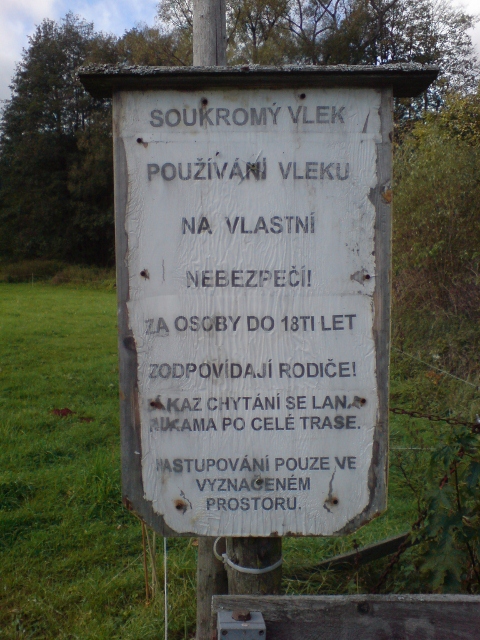 SOUKROMÝ VLEK
POUŽÍVÁNÍ VLEKU
NA VLASTNÍ
NEBEZPEČÍ!
ZA OSOBY DO 18TI LET
ZODPOVÍDAJÍ RODIČE!
ZÁKAZ CHYTÁNÍ SE LANA
RUKAMA PO CELÉ TRASE.
NASTUPOVÁNÍ POUZE VE
VYZNAČENÉM
PROSTORU.